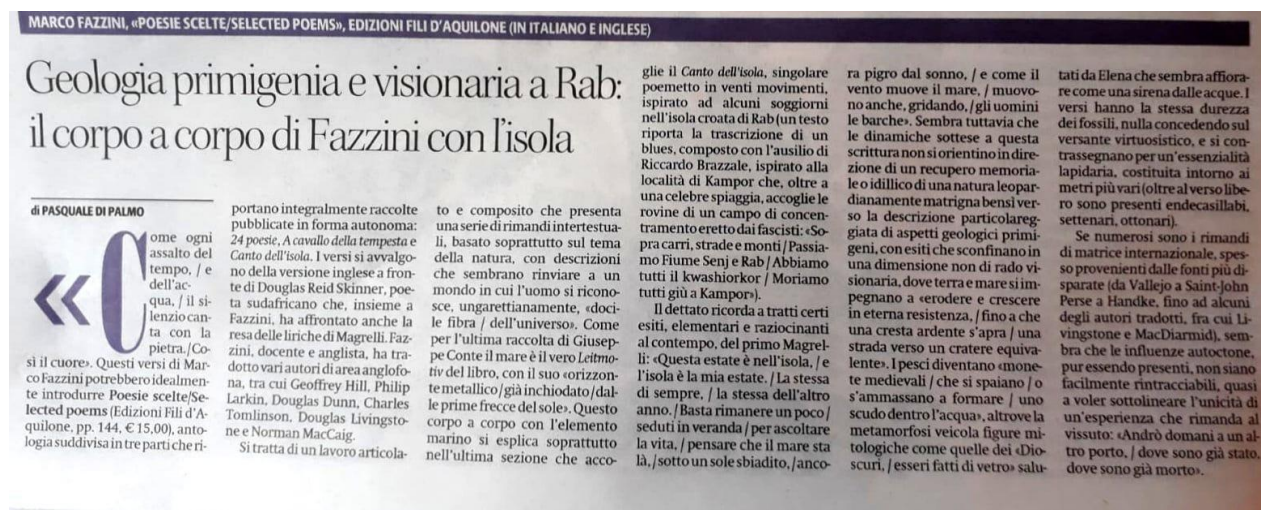 MARCO FAZZINI, «POESIE SCELTE/SELECTED POEMS», EDIZIONI FILI D’AQUILONE (IN ITALIANO E INGLESE)
Geologia primigenia e visionaria a Rab:
il corpo a corpo di Fazzini con l’isola
di PASQUALE DI PALMO
«Come ogni
assalto del
tempo, / e
dell’ac-
qua, / il si-
lenzio can-
ta con la
pietra./Co-
sì il cuore». Questi versi di Mar-
co Fazzini potrebbero idealmen-
te introdurre Poesie scelte/Se-
lected poems (Edizioni Fili d’A-
quilone, pp. 144, € 15,00), anto-
logia suddivisa in tre parti che ri-
portano integralmente raccolte
pubblicate in forma autonoma:
24 poesie, A cavallo della tempesta e
Canto dell’isola. I versi si avvalgo-
no della versione inglese a fron-
te di Douglas Reid Skinner, poe-
ta sudafricano che, insieme a
Fazzini, ha affrontato anche la
resa delle liriche di Magrelli. Faz-
zini, docente e anglista, ha tra-
dotto vari autori di area anglofo-
na, tra cui Geoffrey Hill, Philip
Larkin, Douglas Dunn, Charles
Tomlinson, Douglas Livingsto-
ne e Norman MacCaig.
Si tratta di un lavoro articola-
to e composito che presenta
una serie di rimandi intertestua-
li, basato soprattutto sul tema
della natura, con descrizioni
che sembrano rinviare a un
mondo in cui l’uomo si ricono-
sce, ungarettianamente, «doci-
le fibra / dell’universo». Come
per l’ultima raccolta di Giusep-
pe Conte il mare è il vero Leitmo-
tiv del libro, con il suo «orizzon-
te metallico/già inchiodato/dal-
le prime frecce del sole». Questo
corpo a corpo con l’elemento
marino si esplica soprattutto
nell’ultima sezione che acco-
glie il Canto dell’isola, singolare
poemetto in venti movimenti,
ispirato ad alcuni soggiorni
nell’isola croata di Rab (un testo
riporta la trascrizione di un
blues, composto con l’ausilio di
Riccardo Brazzale, ispirato alla
località di Kampor che, oltre a
una celebre spiaggia, accoglie le
rovine di un campo di concen-
tramento eretto dai fascisti: «So-
pra carri, strade e monti / Passia-
mo Fiume Senj e Rab / Abbiamo
tutti il kwashiorkor / Moriamo
tutti giù a Kampor»).
Il dettato ricorda a tratti certi
esiti, elementari e raziocinanti
al contempo, del primo Magrel-
li: «Questa estate è nell’isola, / e
l’isola è la mia estate. / La stessa
di sempre, / la stessa dell’altro
anno. / Basta rimanere un poco /
seduti in veranda / per ascoltare
la vita, / pensare che il mare sta
là, / sotto un sole sbiadito, / anco-
ra pigro dal sonno, / e come il
vento muove il mare, / muovo-
no anche, gridando, / gli uomini
le barche». Sembra tuttavia che
le dinamiche sottese a questa
scrittura non si orientino in dire-
zione di un recupero memoria-
le o idillico di una natura leopar-
dianamente matrigna bensì ver-
so la descrizione particolareg-
giata di aspetti geologici primi-
geni, con esiti che sconfinano in
una dimensione non di rado vi-
sionaria, dove terra e mare si im-
pegnano a «erodere e crescere
in eterna resistenza, / fino a che
una cresta ardente s’apra / una
strada verso un cratere equiva-
lente». I pesci diventano «mone-
te medievali / che si spaiano / o
s’ammassano a formare / uno
scudo dentro l’acqua», altrove la
metamorfosi veicola figure mi-
tologiche come quelle dei «Dio-
scuri, / esseri fatti di vetro» salu-
tati da Elena che sembra affiora-
re come una sirena dalle acque. I
versi hanno la stessa durezza
dei fossili, nulla concedendo sul
versante virtuosistico, e si con-
trassegnano per un’essenzialità
lapidaria, costituita intorno ai
metri più vari (oltre al verso libe-
ro sono presenti endecasillabi,
settenari, ottonari).
Se numerosi sono i rimandi
di matrice internazionale, spes-
so provenienti dalle fonti più di-
sparate (da Vallejo a Saint-John
Perse a Handke, fino ad alcuni
degli autori tradotti, fra cui Li-
vingstone e MacDiarmid), sem-
bra che le influenze autoctone,
pur essendo presenti, non siano
facilmente rintracciabili, quasi
a voler sottolineare l’unicità di
un’esperienza che rimanda al
vissuto: «Andrò domani a un al-
tro porto, / dove sono già stato,
dove sono già morto».